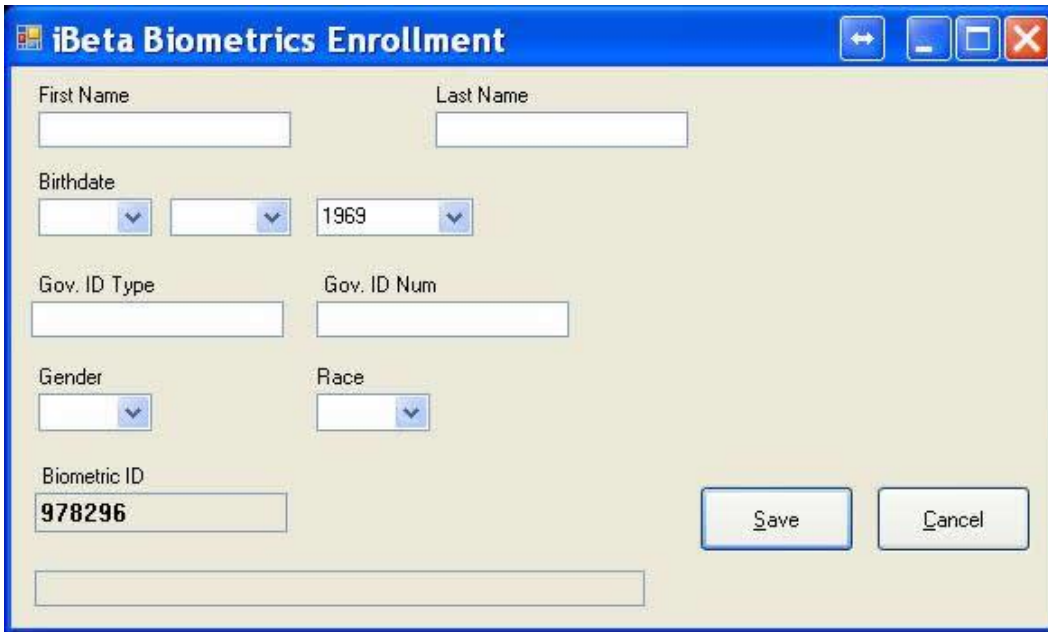 iBeta Biometrics Enrollment
First Name Last Name
Birthdate
1969
Gov. ID Type Gov. ID Num
Gender Race
Biometric ID
978296
Save Cancel